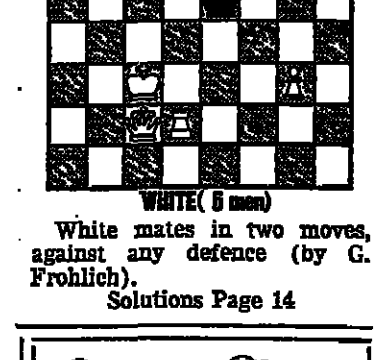 WHITE( 5 men)
White mates in two moves,
against any defence (by G.
Frohlich).
Solutions Page 14